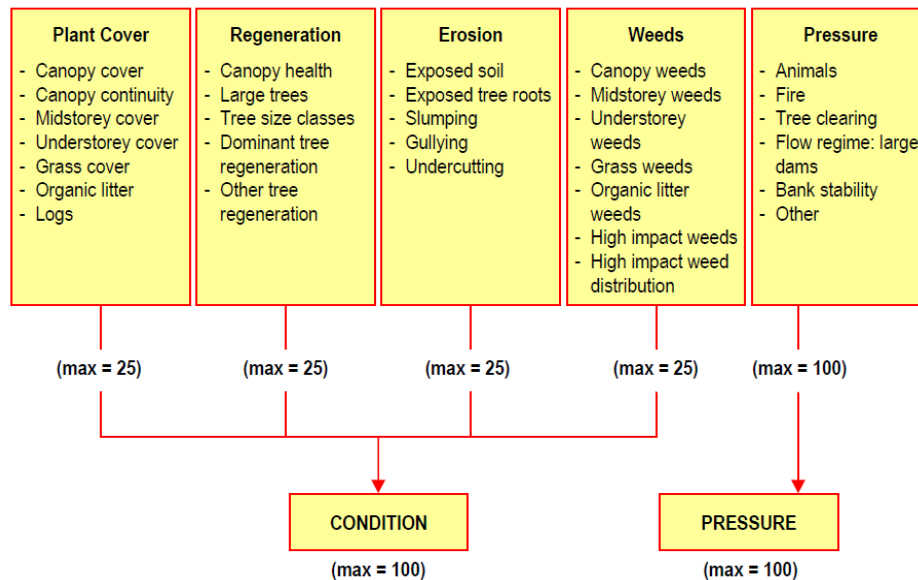 Plant Cover
- Canopy cover
- Canopy continuity
- Midstorey cover
- Understorey cover
- Grass cover
- Organic litter
- Logs
Regeneration
- Canopy health
- Large trees
- Tree size classes
- Dominant tree
regeneration
- Other tree
regeneration
Erosion
- Exposed soil
- Exposed tree roots
- Slumping
- Gullying
- Undercutting
Weeds
- Canopy weeds
- Midstorey weeds
- Understorey
weeds
- Grass weeds
- Organic litter
weeds
- High impact weeds
- High impact weed
distribution
Pressure
- Animals
- Fire
- Tree clearing
- Flow regime: large
dams
- Bank stability
- Other
(max = 25)
(max = 25)
(max = 25)
(max = 25)
(max = 100)
CONDITION
(max = 100)
PRESSURE
(max = 100)